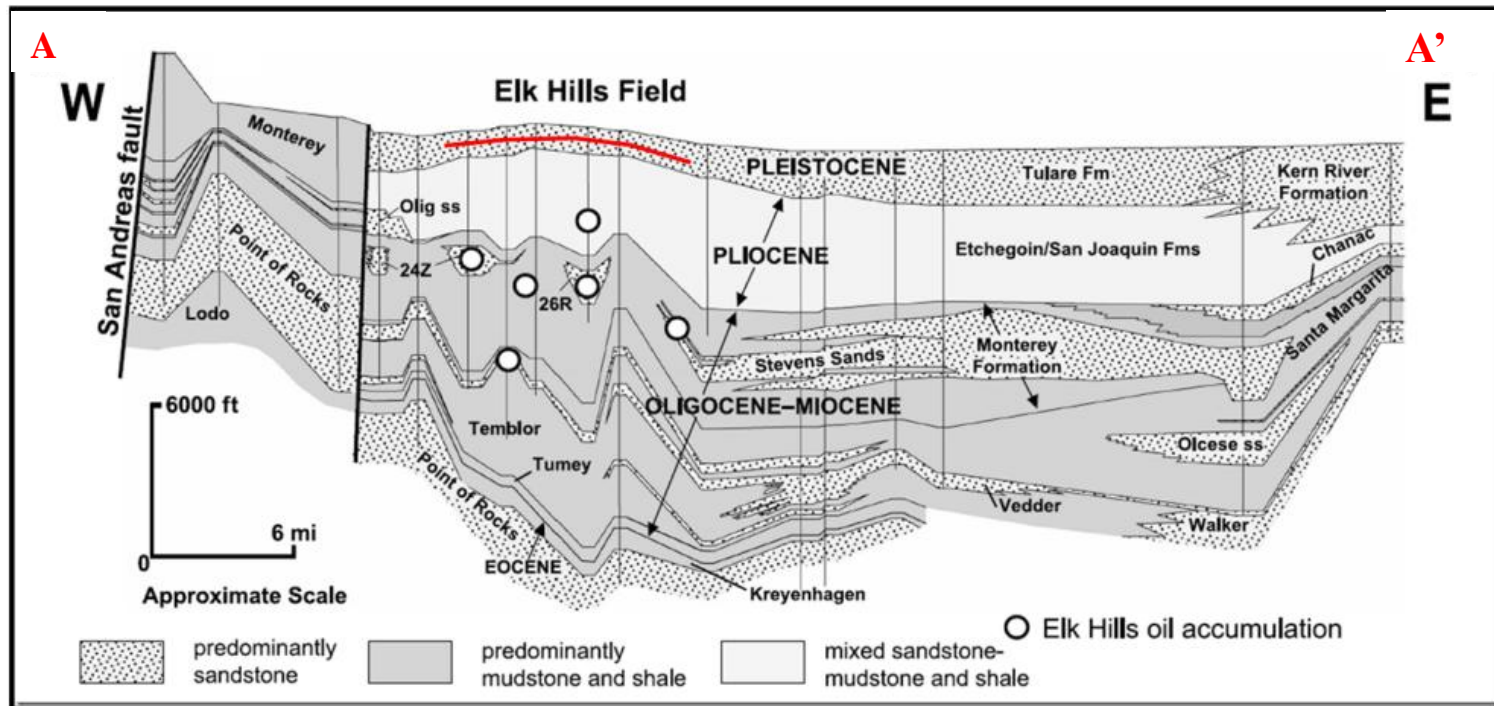 A
A’
W
E
Elk Hills Field
San Andreas fault
Monterey
Point of Rocks
Lodo
Olig ss
24Z
26R
PLEISTOCENE
Tulare Fm
Kern River
Formation
PLIOCENE
Etchegoin/San Joaquin Fms
Chanac
Santa Margarita
Stevens Sands
Monterey
Formation
OLIGOCENE–MIOCENE
Olcese ss
Temblor
Tumey
Point of Rocks
Vedder
Walker
EOCENE
Kreyenhagen
6000 ft
6 mi
0
Approximate Scale
Elk Hills oil accumulation
predominantly
sandstone
predominantly
mudstone and shale
mixed sandstone-
mudstone and shale